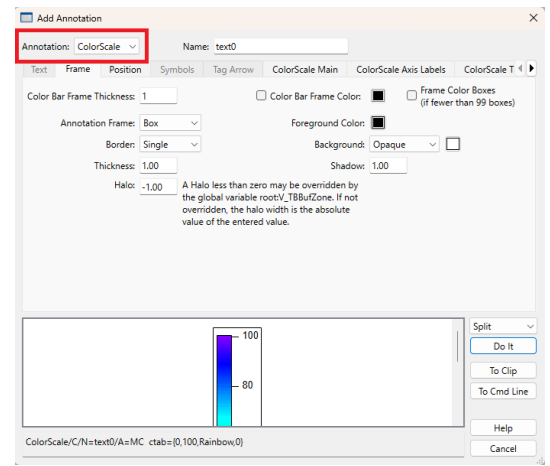 Add Annotation
Annotation: ColorScale Name: text0
Text Frame Position Symbols Tag Arrow ColorScale Main ColorScale Axis Labels ColorScale T
Color Bar Frame Thickness: 1 Color Bar Frame Color: Frame Color Boxes
(if fewer than 99 boxes)
Annotation Frame: Box Foreground Color:
Border: Single Background: Opaque
Thickness: 1.00 Shadow: 1.00
Halo: -1.00 A Halo less than zero may be overridden by
the global variable root:V_TBBufZone. If not
overridden, the halo width is the absolute
value of the entered value.
100
80
Split
Do It
To Clip
To Cmd Line
Help
Cancel
ColorScale/C/N=text0/A=MC ctab={0,100,Rainbow,0}